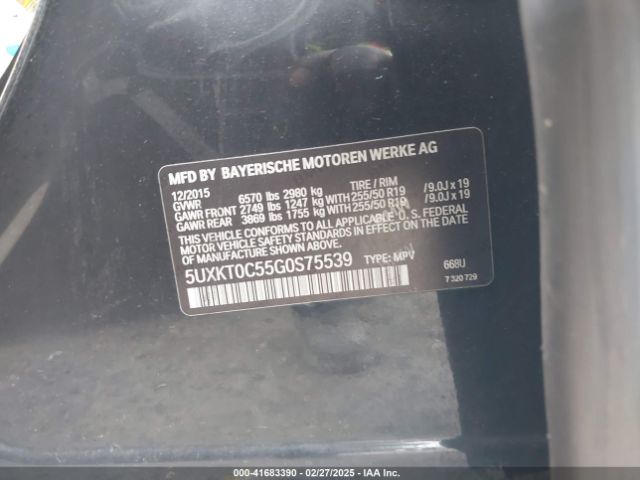 MFD BY BAYERISCHE MOTOREN WERKE AG
12/2015 TIRE / RIM
GVWR 6570 lbs 2980 kg
GAWR FRONT 2749 lbs 1247 kg WITH 255/50 R19 /9.0J x 19
GAWR REAR 3869 lbs 1755 kg WITH 255/50 R19 /9.0J x 19
THIS VEHICLE CONFORMS TO ALL APPLICABLE U.S. FEDERAL
MOTOR VEHICLE SAFETY STANDARDS IN EFFECT ON THE DATE
OF MANUFACTURE SHOWN ABOVE.
5UXKT0C55G0S75539 TYPE: MPV 668U
7 320 729
000-41683390 - 02/27/2025 - IAA Inc.